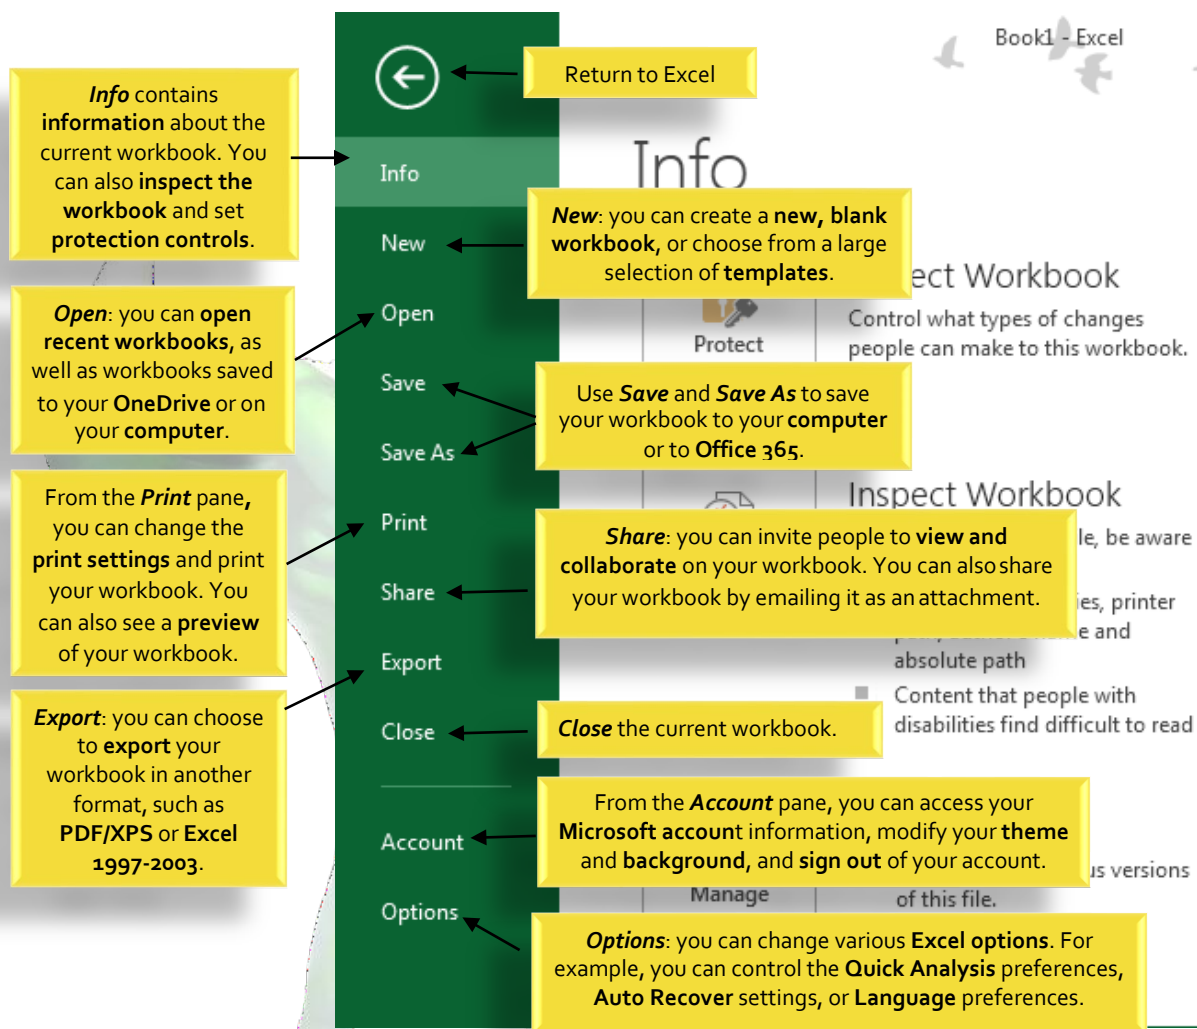 Book1 - Excel
Return to Excel
Info contains
information about the
current workbook. You
can also inspect the
workbook and set
protection controls.
Info
Info
New: you can create a new, blank
workbook, or choose from a large
selection of templates.
New
ect Workbook
Control what types of changes
people can make to this workbook.
Protect
Open: you can open
recent workbooks, as
well as workbooks saved
to your OneDrive or on
your computer.
Open
Save
Use Save and Save As to save
your workbook to your computer
or to Office 365.
Save As
From the Print pane,
you can change the
print settings and print
your workbook. You
can also see a preview
of your workbook.
Print
Inspect Workbook
le, be aware
Share: you can invite people to view and
collaborate on your workbook. You can also share
your workbook by emailing it as an attachment.
Share
ies, printer
e and
absolute path
Content that people with
disabilities find difficult to read
Export
Export: you can choose
to export your
workbook in another
format, such as
PDF/XPS or Excel
1997-2003.
Close
Close the current workbook.
From the Account pane, you can access your
Microsoft account information, modify your theme
and background, and sign out of your account.
Account
us versions
of this file.
Manage
Options
Options: you can change various Excel options. For
example, you can control the Quick Analysis preferences,
Auto Recover settings, or Language preferences.